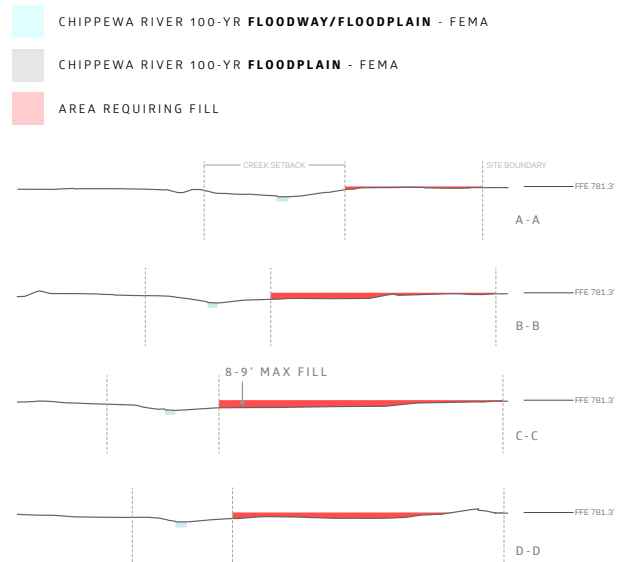 CHIPPEWA RIVER 100-YR FLOODWAY/FLOODPLAIN - FEMA
CHIPPEWA RIVER 100-YR FLOODPLAIN - FEMA
AREA REQUIRING FILL
CREEK SETBACK
SITE BOUNDARY
FFE 781.3'
A-A
FFE 781.3'
B-B
8-9' MAX FILL
FFE 781.3'
C-C
FFE 781.3'
D-D